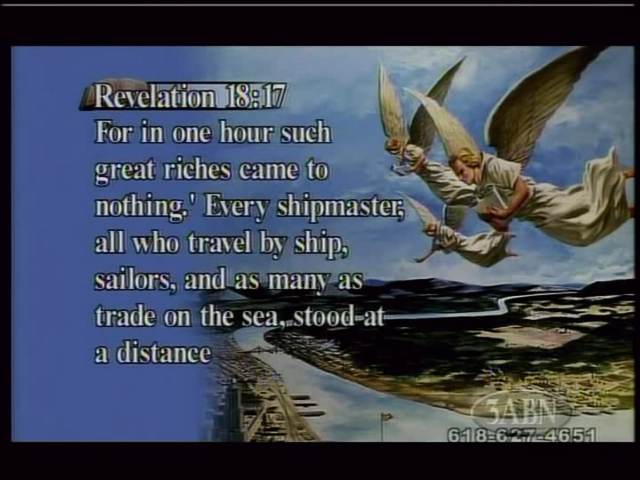 Revelation 18:17
For in one hour such
great riches came to
nothing.' Every shipmaster,
all who travel by ship,
sailors, and as many as
trade on the sea, stood at
a distance
3ABN
618-627-4651